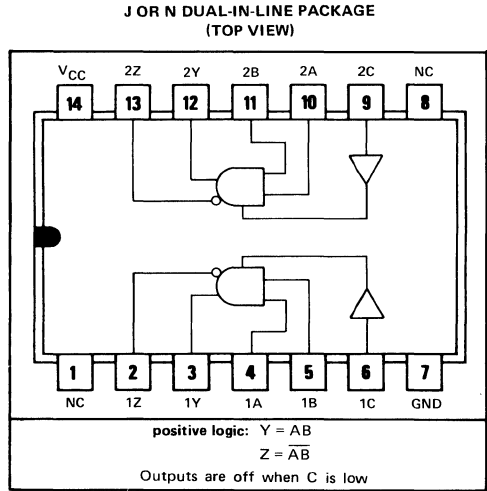 J OR N DUAL-IN-LINE PACKAGE
(TOP VIEW)
VCC 2Z 2Y 2B 2A 2C NC
14 13 12 11 10 9 8
1 2 3 4 5 6 7
NC 1Z 1Y 1A 1B 1C GND
positive logic: Y = AB
Z = A̅B̅
Outputs are off when C is low